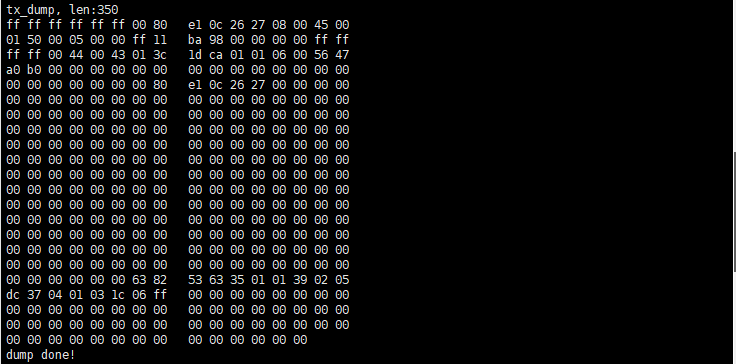 tx_dump, len:350
ff ff ff ff ff ff 00 80   e1 0c 26 27 08 00 45 00
01 50 00 05 00 00 ff 11   ba 98 00 00 00 00 ff ff
ff ff 00 44 00 43 01 3c   1d ca 01 01 06 00 56 47
a0 b0 00 00 00 00 00 00   00 00 00 00 00 00 00 00
00 00 00 00 00 00 00 80   e1 0c 26 27 00 00 00 00
00 00 00 00 00 00 00 00   00 00 00 00 00 00 00 00
00 00 00 00 00 00 00 00   00 00 00 00 00 00 00 00
00 00 00 00 00 00 00 00   00 00 00 00 00 00 00 00
00 00 00 00 00 00 00 00   00 00 00 00 00 00 00 00
00 00 00 00 00 00 00 00   00 00 00 00 00 00 00 00
00 00 00 00 00 00 00 00   00 00 00 00 00 00 00 00
00 00 00 00 00 00 00 00   00 00 00 00 00 00 00 00
00 00 00 00 00 00 00 00   00 00 00 00 00 00 00 00
00 00 00 00 00 00 00 00   00 00 00 00 00 00 00 00
00 00 00 00 00 00 00 00   00 00 00 00 00 00 00 00
00 00 00 00 00 00 00 00   00 00 00 00 00 00 00 00
00 00 00 00 00 00 00 00   00 00 00 00 00 00 00 00
00 00 00 00 00 00 63 82   53 63 35 01 01 39 02 05
dc 37 04 01 03 1c 06 ff   00 00 00 00 00 00 00 00
00 00 00 00 00 00 00 00   00 00 00 00 00 00 00 00
00 00 00 00 00 00 00 00   00 00 00 00 00 00 00 00
00 00 00 00 00 00 00 00   00 00 00 00 00 00
dump done!